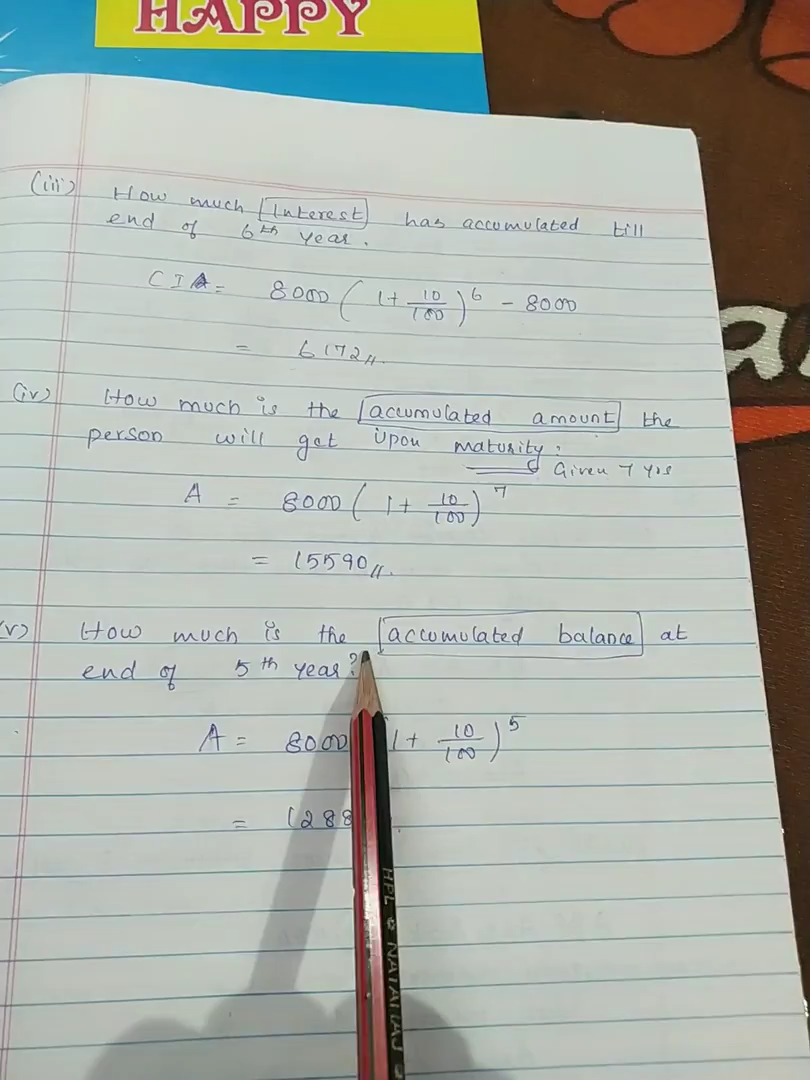 HAPPY
(iii) How much Interest has accumulated till
end of 6th year.
CIA = 8000 ( 1 + 10/100 )^6 - 8000
= 6172 //.
(iv) How much is the accumulated amount the
person will get upon maturity.
Given 7 yrs
A = 8000 ( 1 + 10/100 )^7
= 15590 //.
(v) How much is the accumulated balance at
end of 5th year?
A = 8000 1 + 10/100 )^5
= 1288
HPL NATARAJ